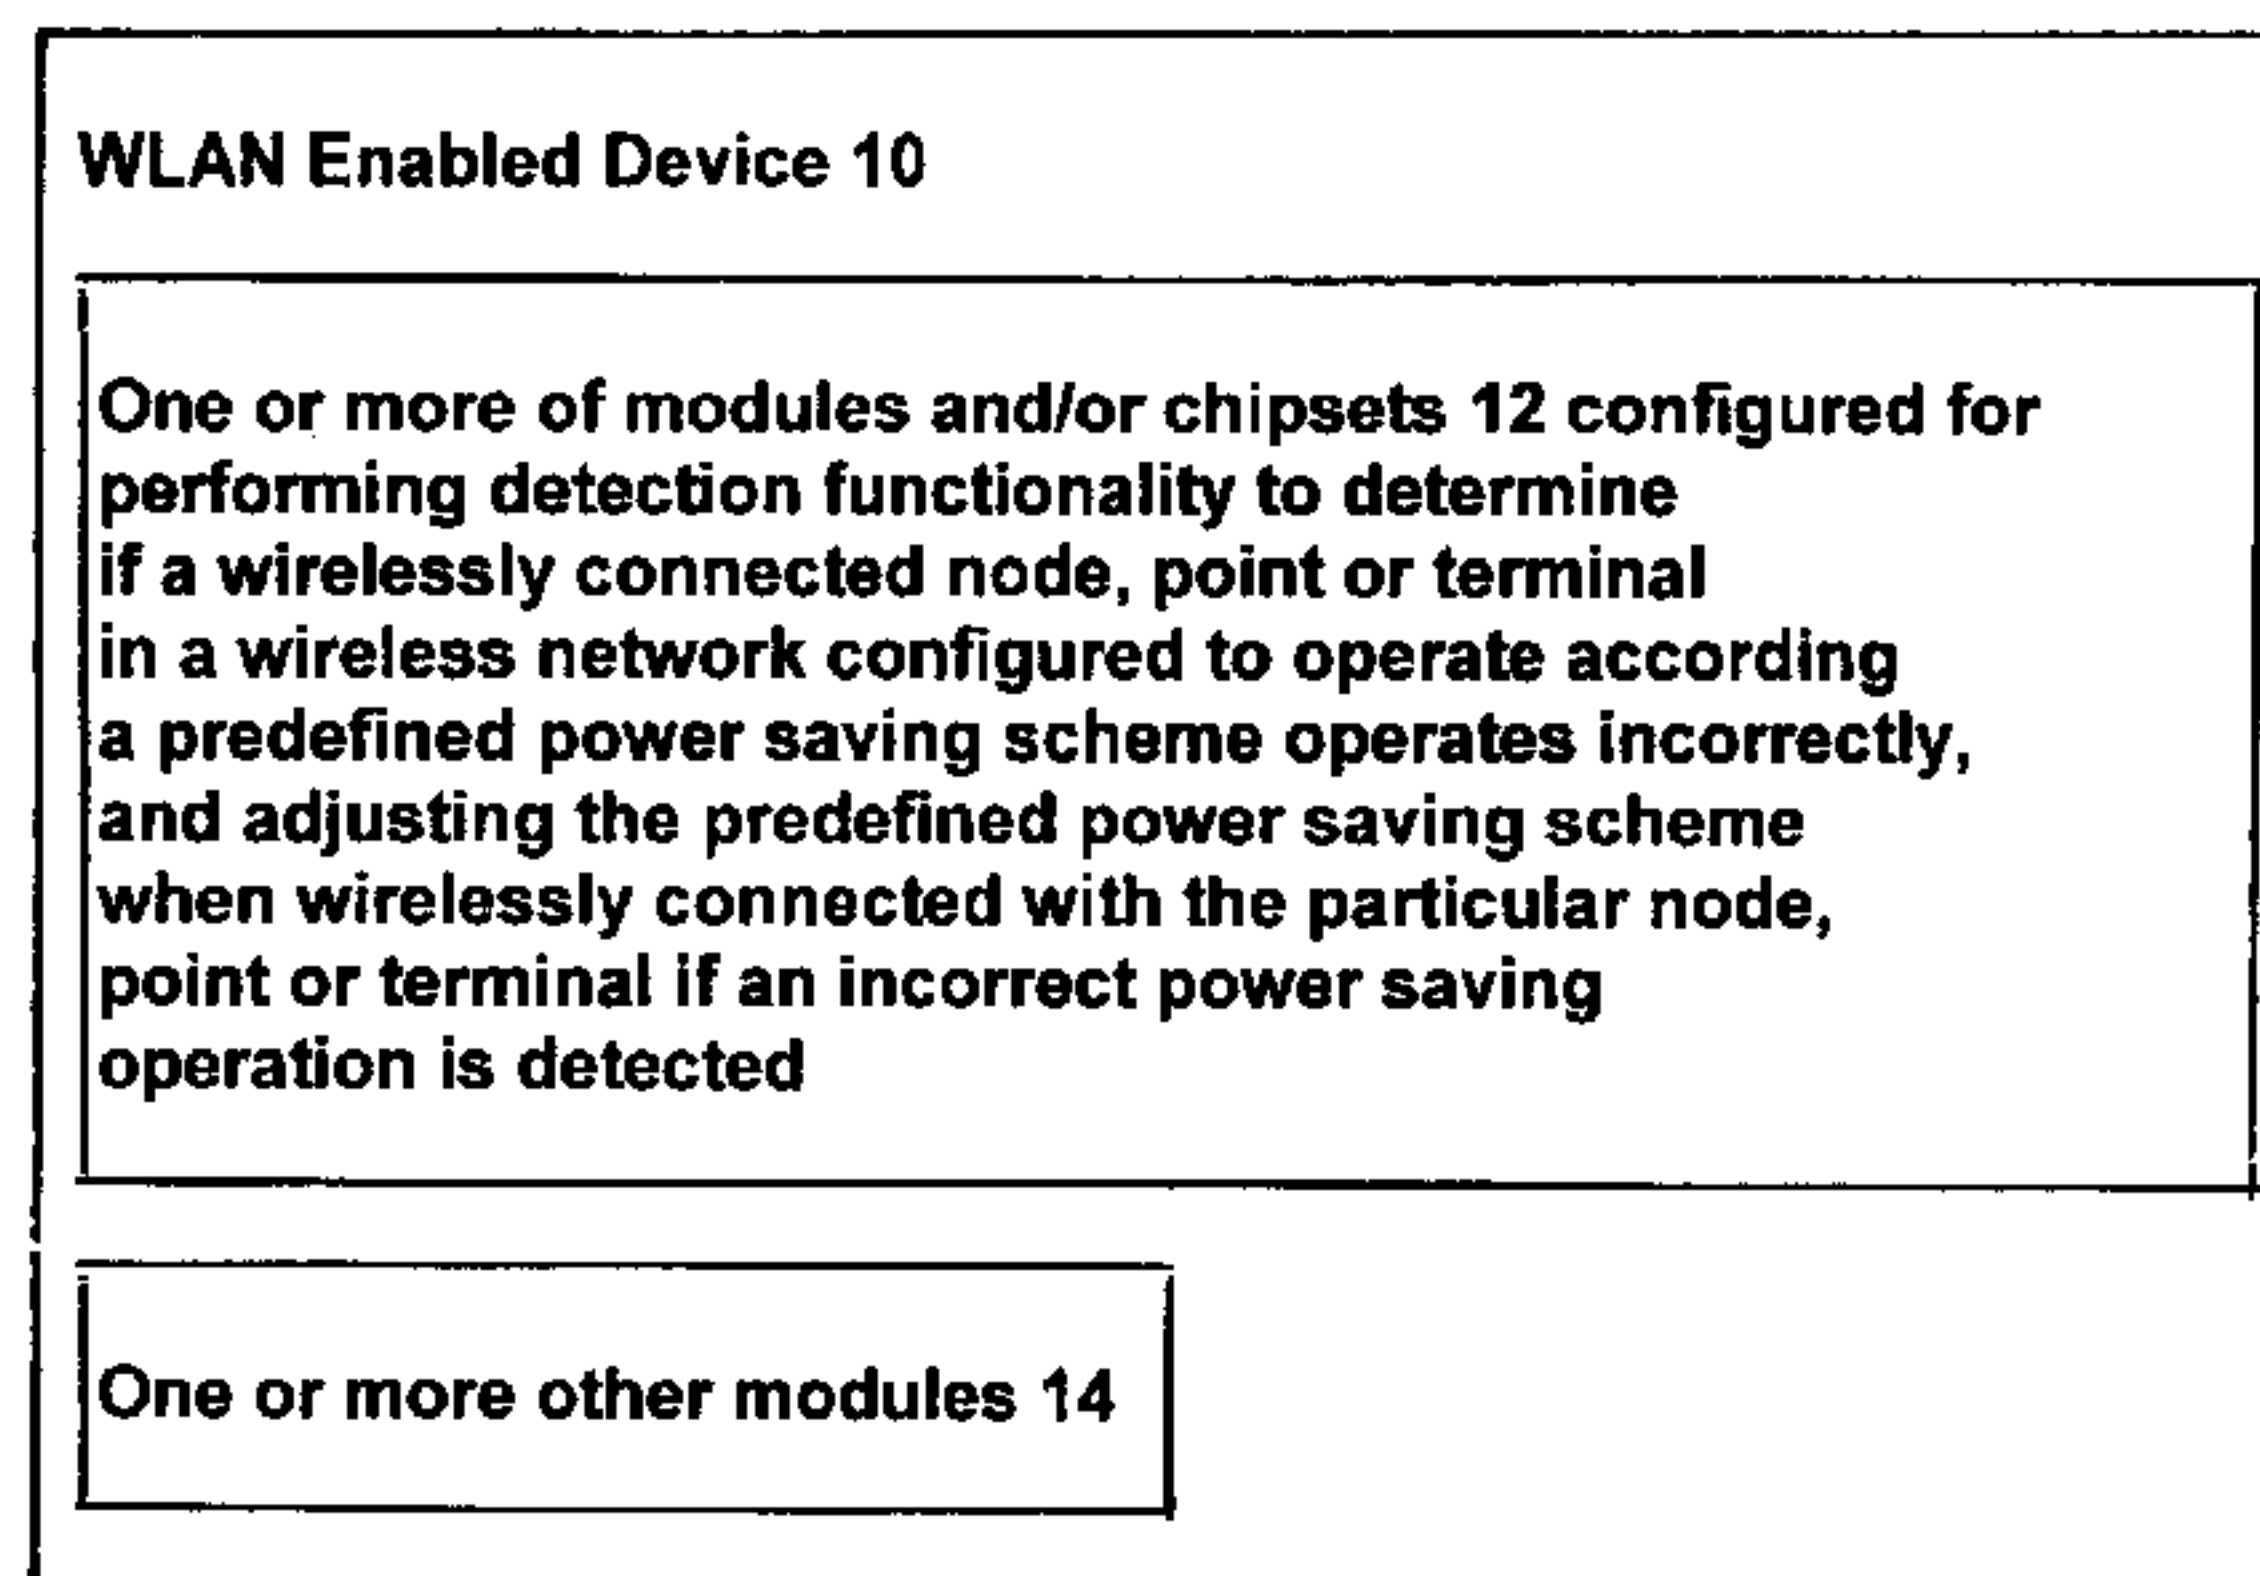 WLAN Enabled Device 10
One or more of modules and/or chipsets 12 configured for
performing detection functionality to determine
if a wirelessly connected node, point or terminal
in a wireless network configured to operate according
a predefined power saving scheme operates incorrectly,
and adjusting the predefined power saving scheme
when wirelessly connected with the particular node,
point or terminal if an incorrect power saving
operation is detected
One or more other modules 14